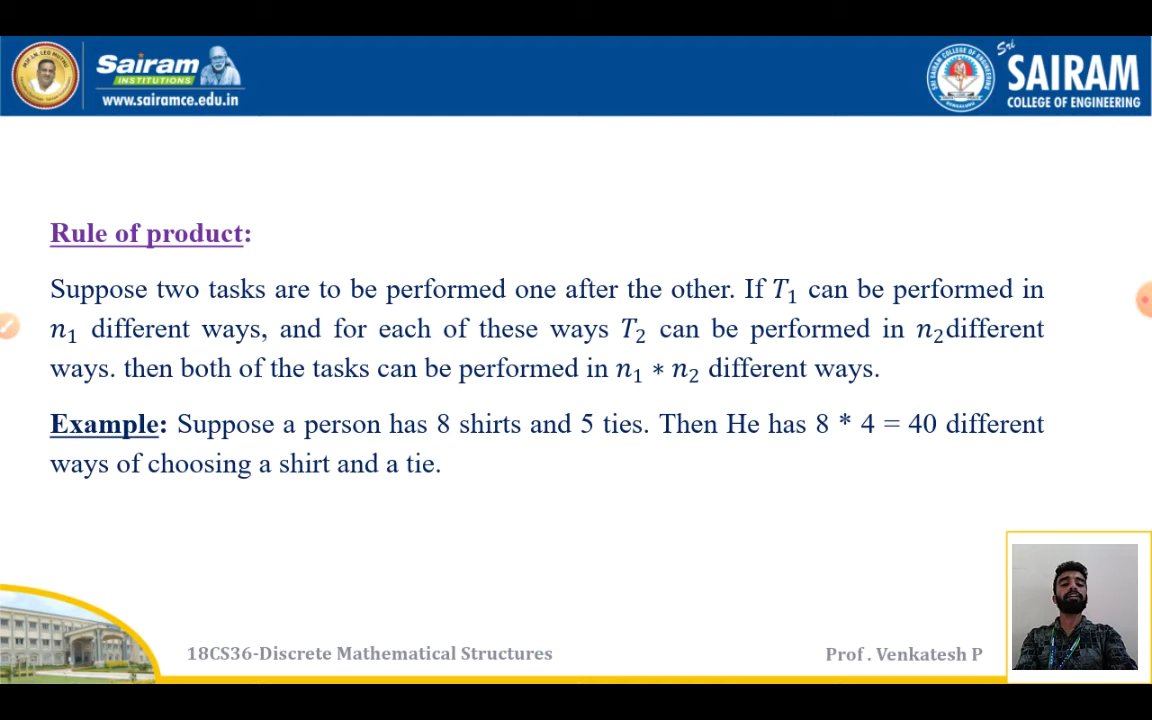 Sairam
INSTITUTIONS
www.sairamce.edu.in
Sri
SAIRAM
COLLEGE OF ENGINEERING
Rule of product:
Suppose two tasks are to be performed one after the other. If T₁ can be performed in
n₁ different ways, and for each of these ways T₂ can be performed in n₂different
ways. then both of the tasks can be performed in n₁ ∗ n₂ different ways.
Example: Suppose a person has 8 shirts and 5 ties. Then He has 8 * 4 = 40 different
ways of choosing a shirt and a tie.
18CS36-Discrete Mathematical Structures
Prof . Venkatesh P